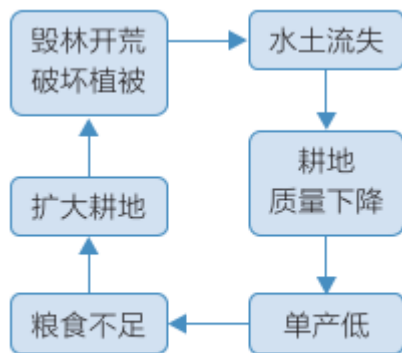 毁林开荒
破坏植被
水土流失
耕地
质量下降
扩大耕地
粮食不足
单产低